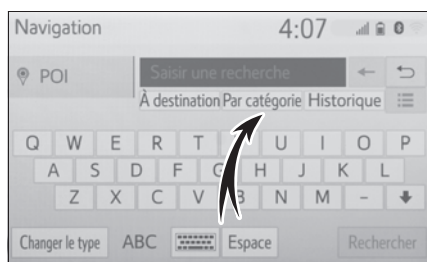 Navigation 4:07
POI Saisir une recherche
À destination Par catégorie Historique
Q W E R T U I O P
A S D F G H J K L
Z X C V B N M -
Changer le type ABC Espace Rechercher